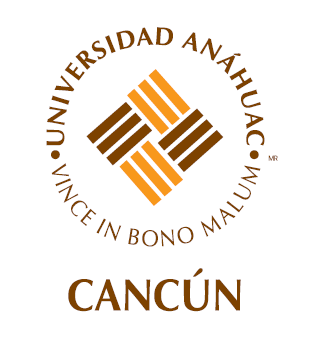 •UNIVERSIDAD ANÁHUAC•
VINCE IN BONO MALUM
MR
CANCÚN